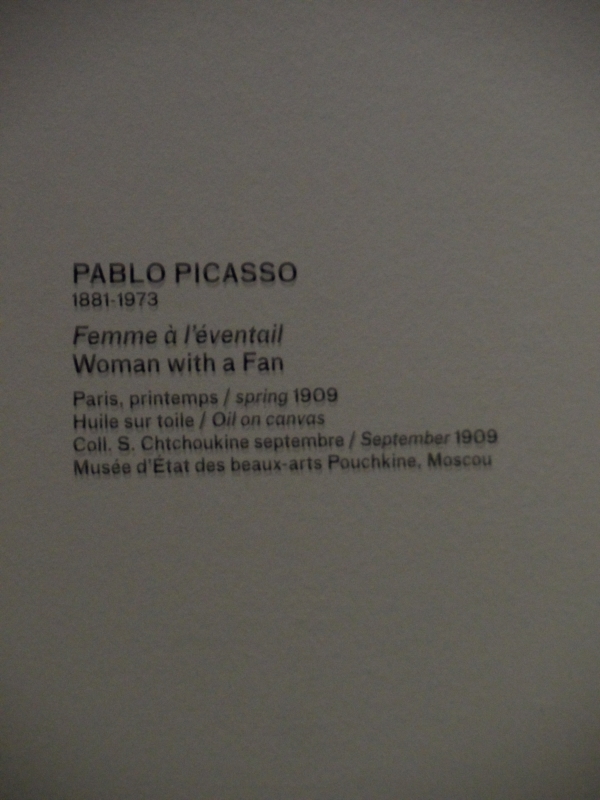 PABLO PICASSO
1881-1973
Femme à l'éventail
Woman with a Fan
Paris, printemps / spring 1909
Huile sur toile / Oil on canvas
Coll. S. Chtchoukine septembre / September 1909
Musée d'État des beaux-arts Pouchkine, Moscou